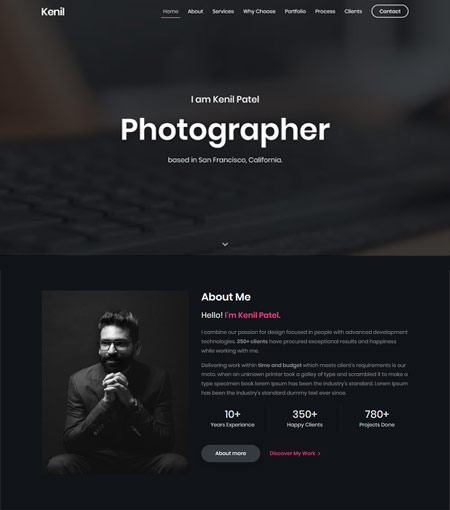 Kenil
Home About Services Why Choose Portfolio Process Clients Contact
I am Kenil Patel
Photographer
based in San Francisco, California.
About Me
Hello! I'm Kenil Patel.
I combine our passion for design focused in people with advanced development
technologies. 350+ clients have procured exceptional results and happiness
while working with me.
Delivering work within time and budget which meets client's requirements is our
moto. when an unknown printer took a galley of type and scrambled it to make a
type specimen book lorem Ipsum has been the industry's standard. Lorem Ipsum
has been the industry's standard dummy text ever since.
10+ 350+ 780+
Years Experience Happy Clients Projects Done
About more Discover My Work >